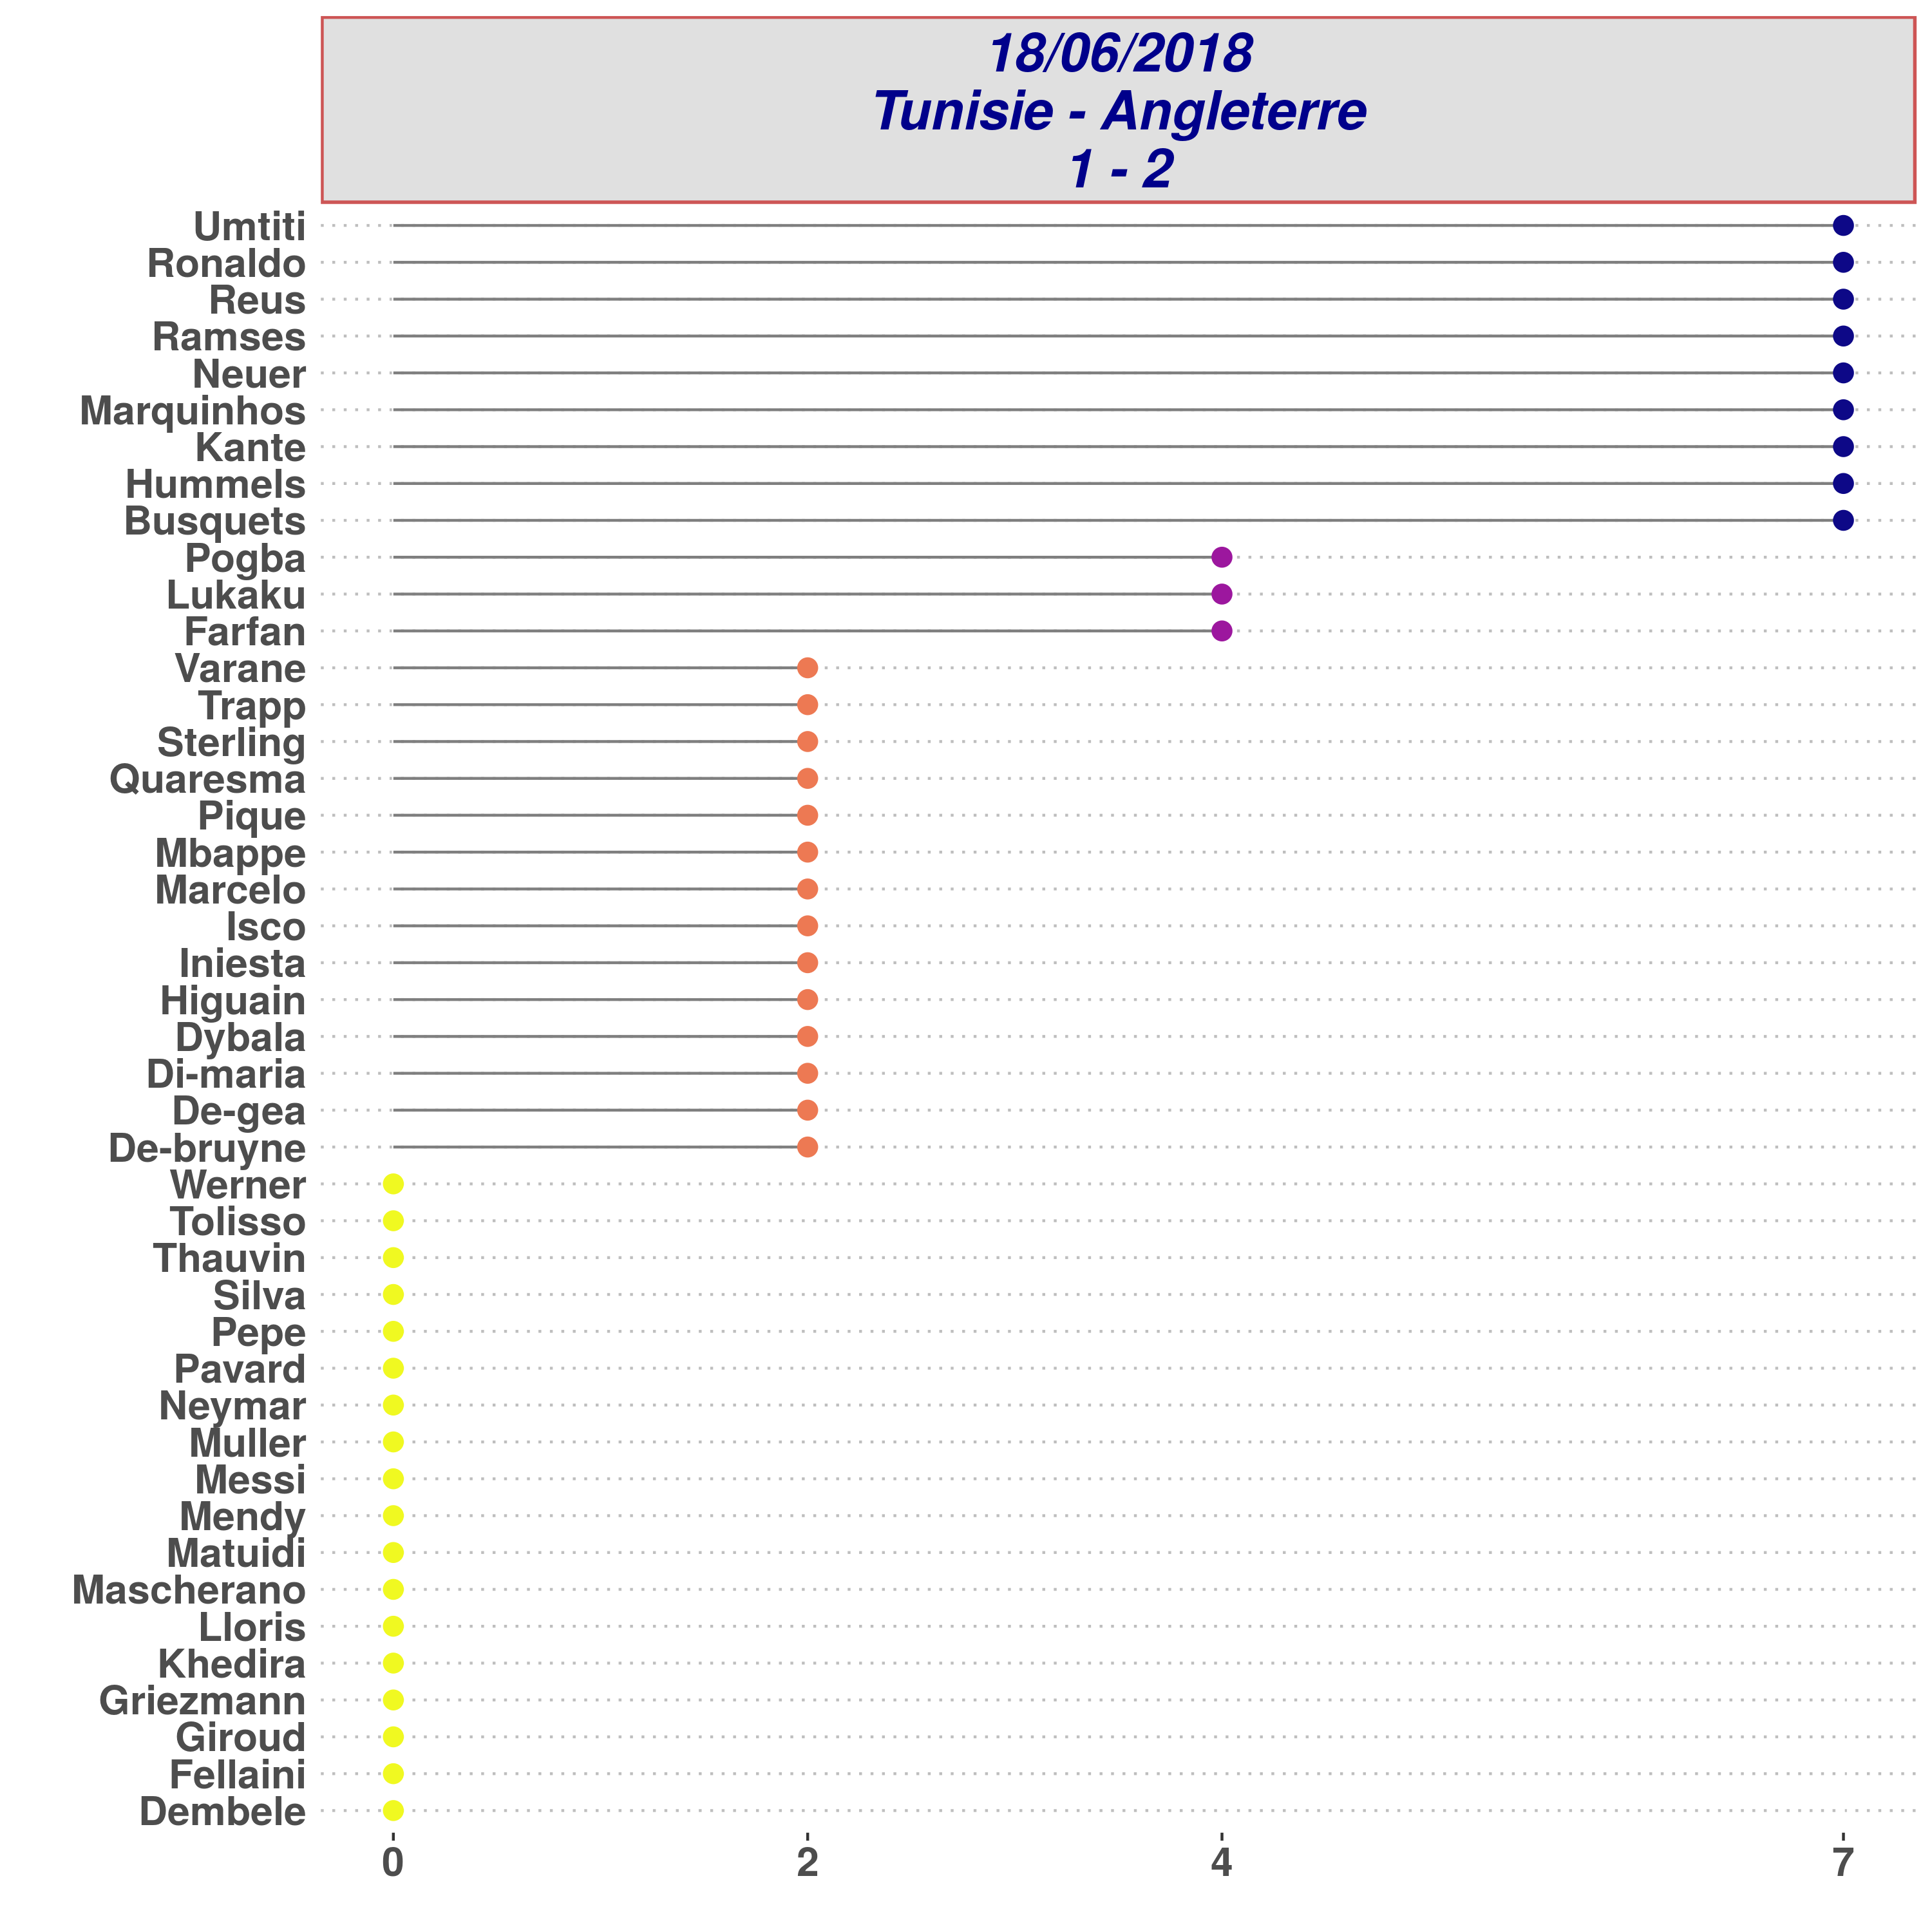 18/06/2018
Tunisie - Angleterre
1 - 2
Umtiti
Ronaldo
Reus
Ramses
Neuer
Marquinhos
Kante
Hummels
Busquets
Pogba
Lukaku
Farfan
Varane
Trapp
Sterling
Quaresma
Pique
Mbappe
Marcelo
Isco
Iniesta
Higuain
Dybala
Di-maria
De-gea
De-bruyne
Werner
Tolisso
Thauvin
Silva
Pepe
Pavard
Neymar
Muller
Messi
Mendy
Matuidi
Mascherano
Lloris
Khedira
Griezmann
Giroud
Fellaini
Dembele
0 2 4 7